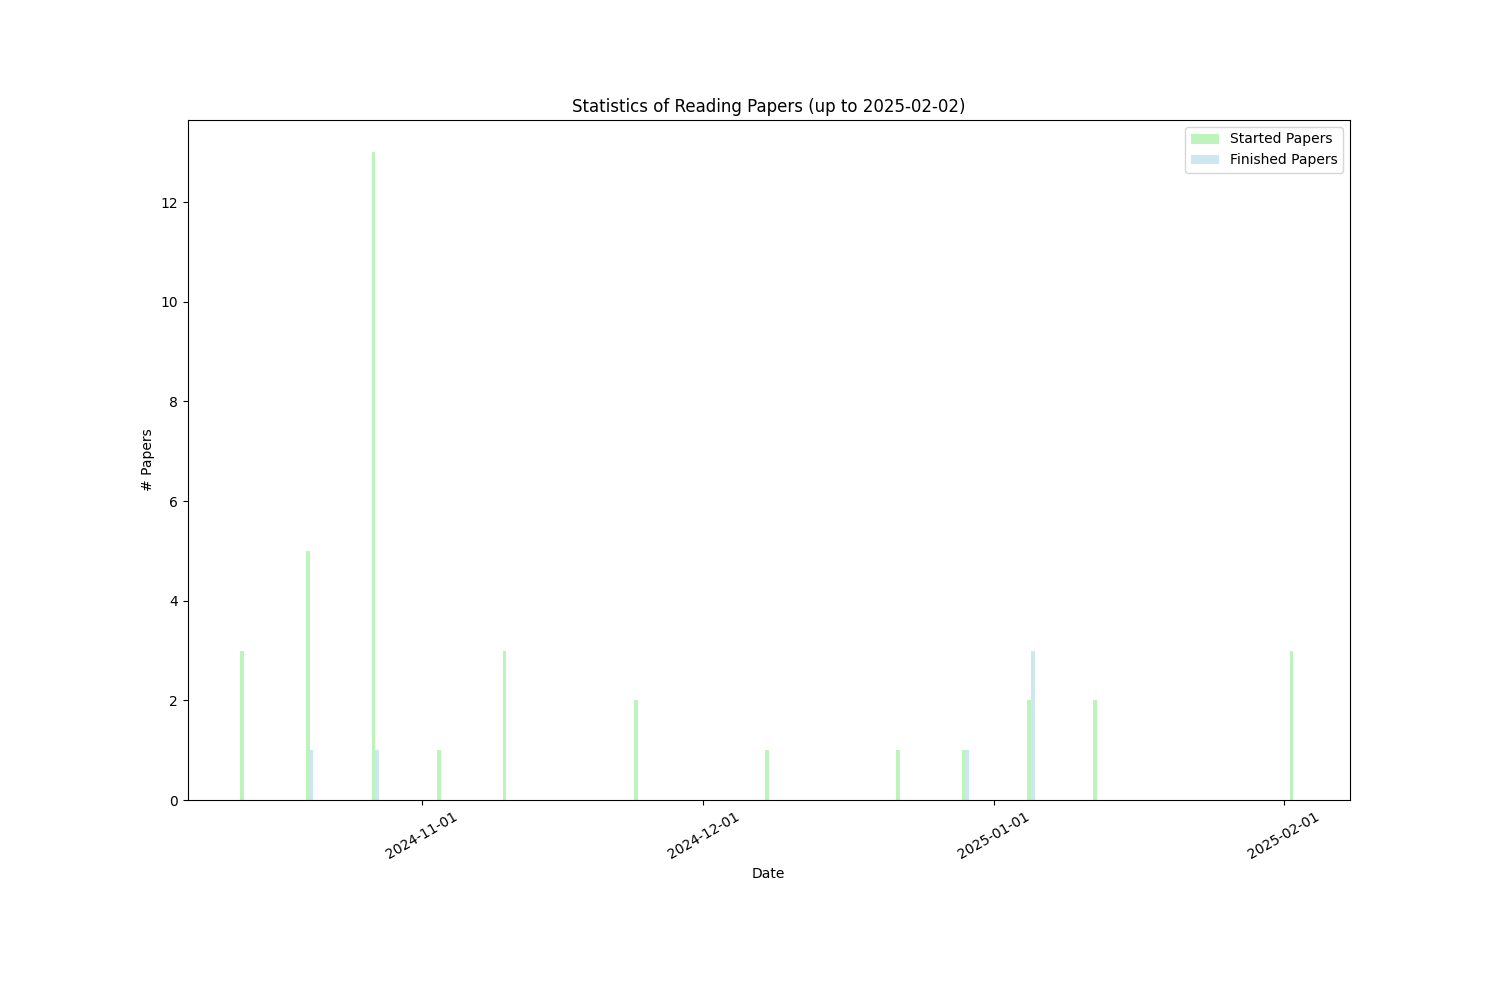 Statistics of Reading Papers (up to 2025-02-02)
Started Papers
Finished Papers
12
10
8
6
4
2
0
# Papers
2024-11-01
2024-12-01
2025-01-01
2025-02-01
Date